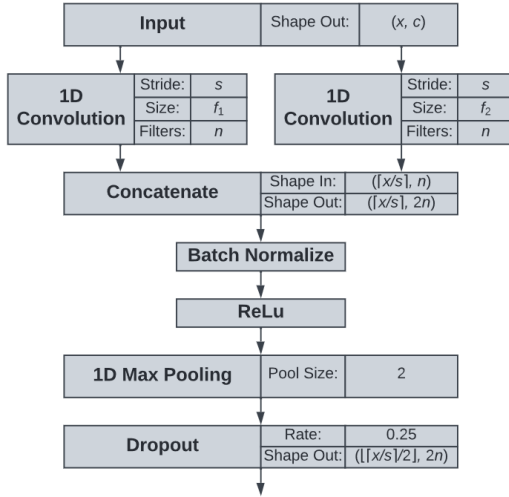 Input Shape Out: (x, c)
1D Convolution Stride: s Size: f₁ Filters: n
1D Convolution Stride: s Size: f₂ Filters: n
Concatenate Shape In: (⌈x/s⌉, n) Shape Out: (⌈x/s⌉, 2n)
Batch Normalize
ReLu
1D Max Pooling Pool Size: 2
Dropout Rate: 0.25 Shape Out: (⌊⌈x/s⌉/2⌋, 2n)